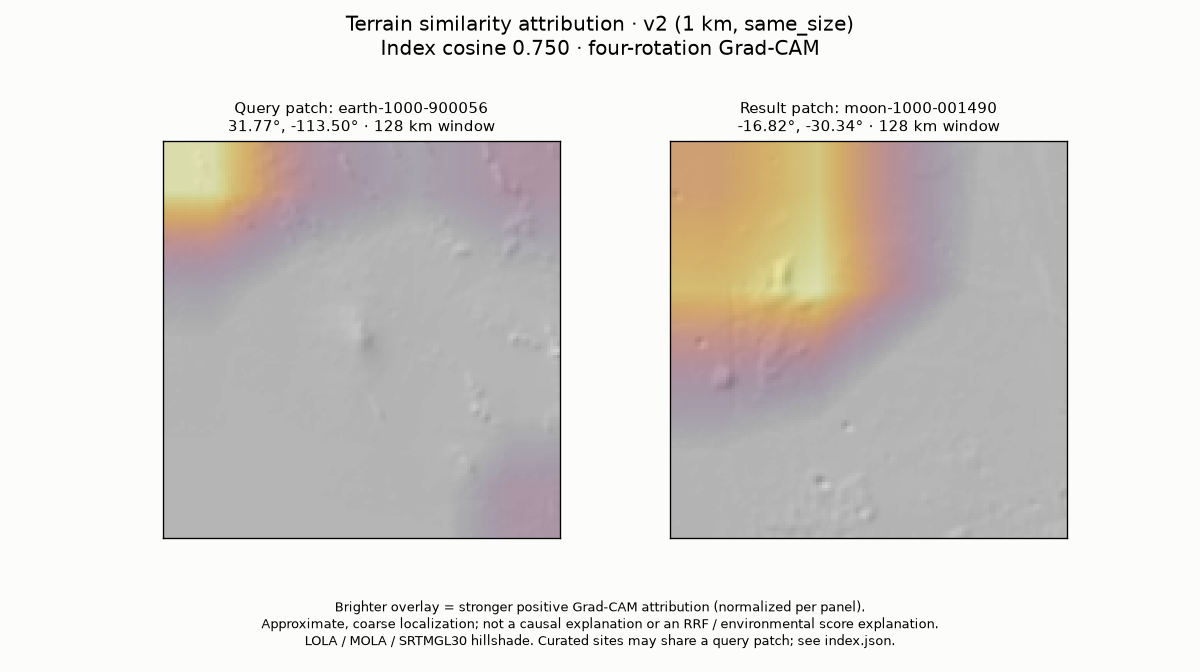 Terrain similarity attribution · v2 (1 km, same_size)
Index cosine 0.750 · four-rotation Grad-CAM
Query patch: earth-1000-900056
31.77°, -113.50° · 128 km window
Result patch: moon-1000-001490
-16.82°, -30.34° · 128 km window
Brighter overlay = stronger positive Grad-CAM attribution (normalized per panel).
Approximate, coarse localization; not a causal explanation or an RRF / environmental score explanation.
LOLA / MOLA / SRTMGL30 hillshade. Curated sites may share a query patch; see index.json.